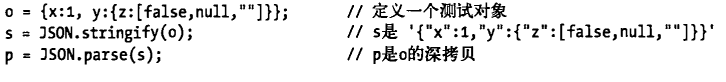 o = {x:1, y:{z:[false,null,""]}}; // 定义一个测试对象
s = JSON.stringify(o); // s是 '{"x":1,"y":{"z":[false,null,""]}}'
p = JSON.parse(s); // p是o的深拷贝